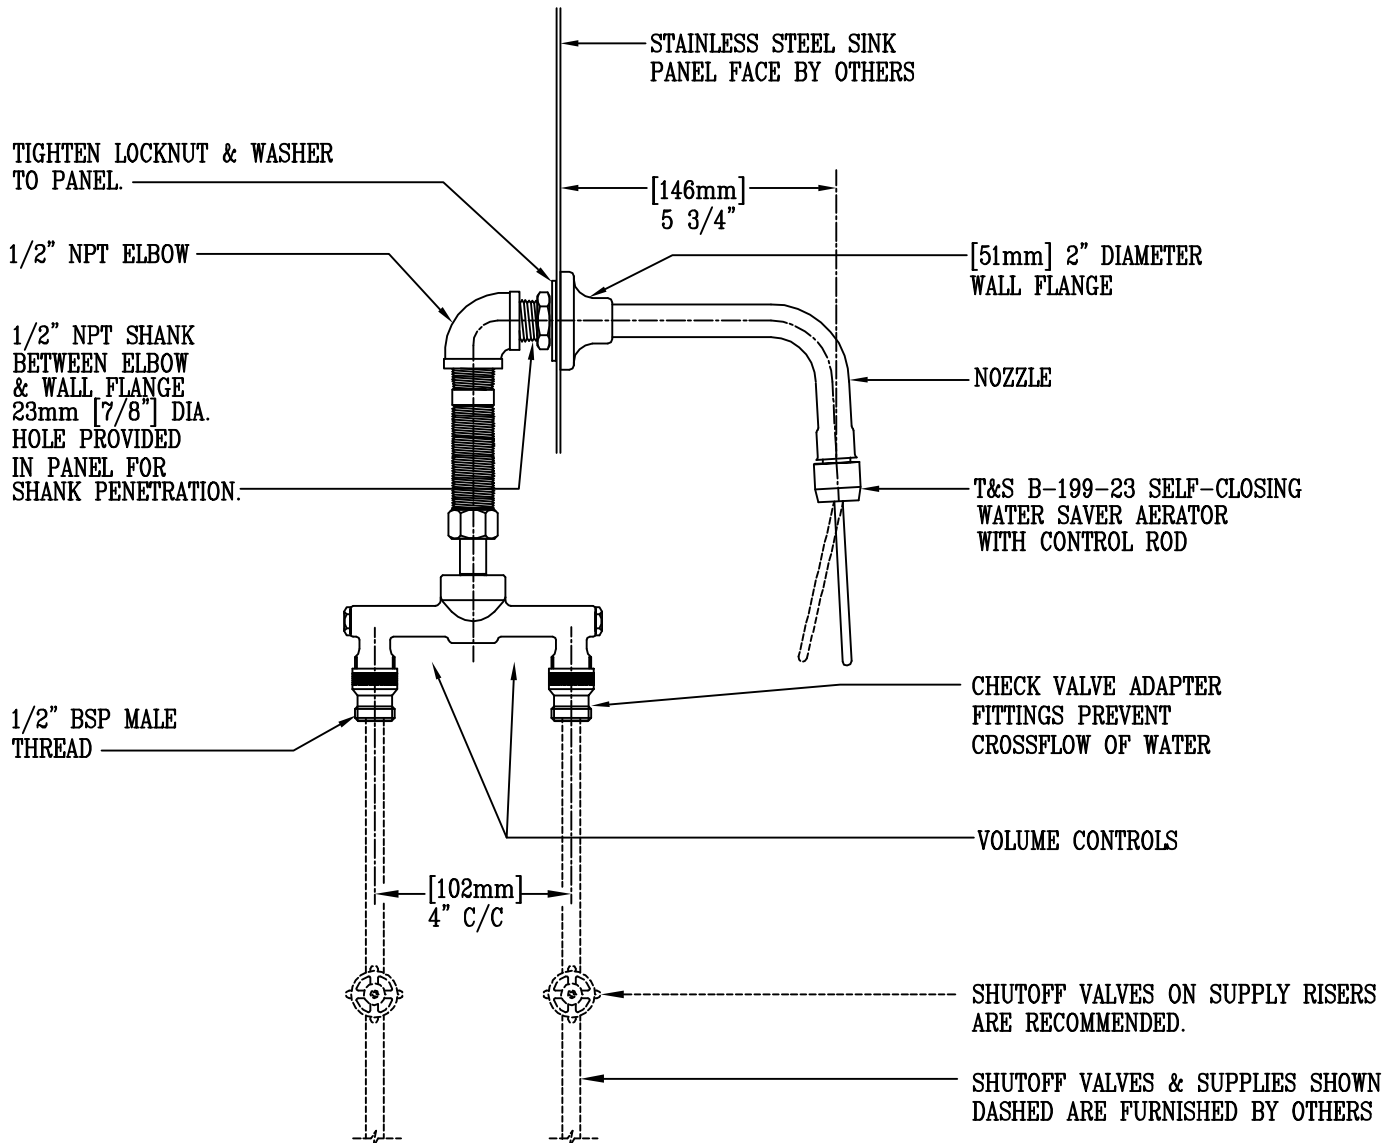 STAINLESS STEEL SINK
PANEL FACE BY OTHERS
TIGHTEN LOCKNUT & WASHER
TO PANEL.
[146mm]
5 3/4"
1/2" NPT ELBOW
[51mm] 2" DIAMETER
WALL FLANGE
1/2" NPT SHANK
BETWEEN ELBOW
& WALL FLANGE
23mm [7/8"] DIA.
HOLE PROVIDED
IN PANEL FOR
SHANK PENETRATION.
NOZZLE
T&S B-199-23 SELF-CLOSING
WATER SAVER AERATOR
WITH CONTROL ROD
1/2" BSP MALE
THREAD
CHECK VALVE ADAPTER
FITTINGS PREVENT
CROSSFLOW OF WATER
VOLUME CONTROLS
[102mm]
4" C/C
SHUTOFF VALVES ON SUPPLY RISERS
ARE RECOMMENDED.
SHUTOFF VALVES & SUPPLIES SHOWN
DASHED ARE FURNISHED BY OTHERS